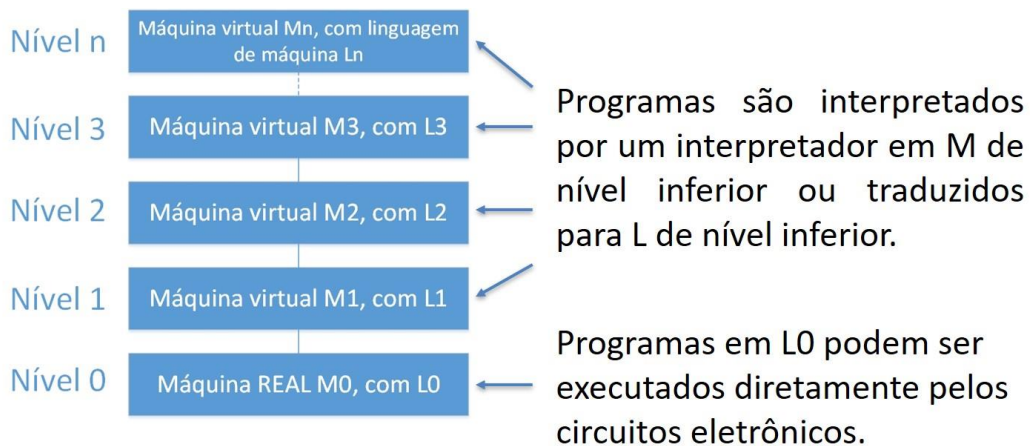 Nível n
Máquina virtual Mn, com linguagem
de máquina Ln
Nível 3
Máquina virtual M3, com L3
Nível 2
Máquina virtual M2, com L2
Nível 1
Máquina virtual M1, com L1
Nível 0
Máquina REAL M0, com L0
Programas são interpretados
por um interpretador em M de
nível inferior ou traduzidos
para L de nível inferior.
Programas em L0 podem ser
executados diretamente pelos
circuitos eletrônicos.